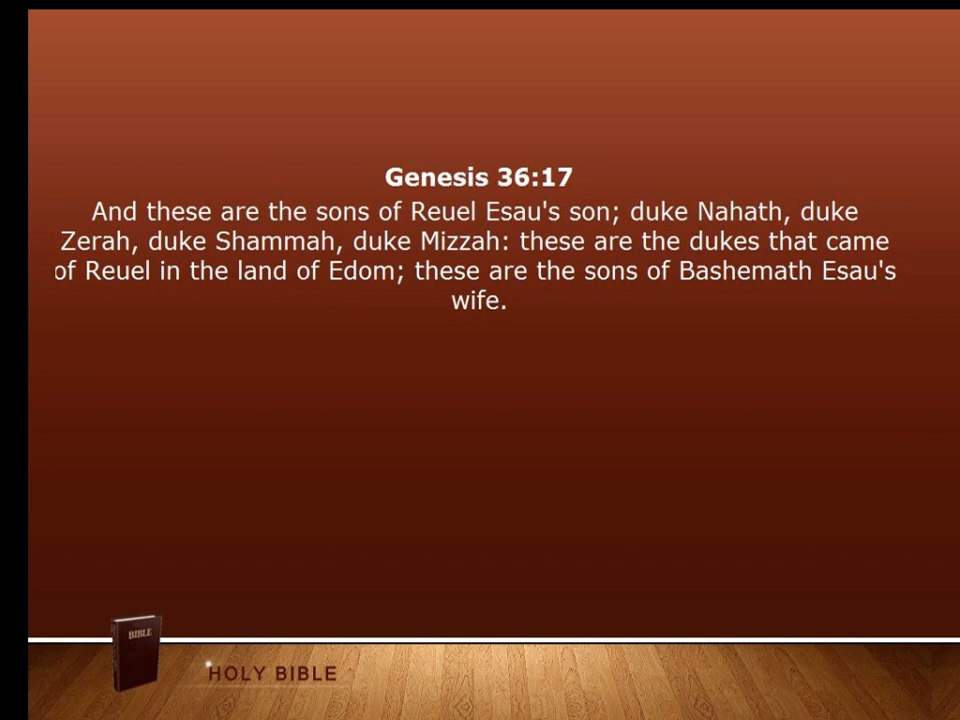 Genesis 36:17
And these are the sons of Reuel Esau's son; duke Nahath, duke
Zerah, duke Shammah, duke Mizzah: these are the dukes that came
of Reuel in the land of Edom; these are the sons of Bashemath Esau's
wife.
BIBLE
HOLY BIBLE